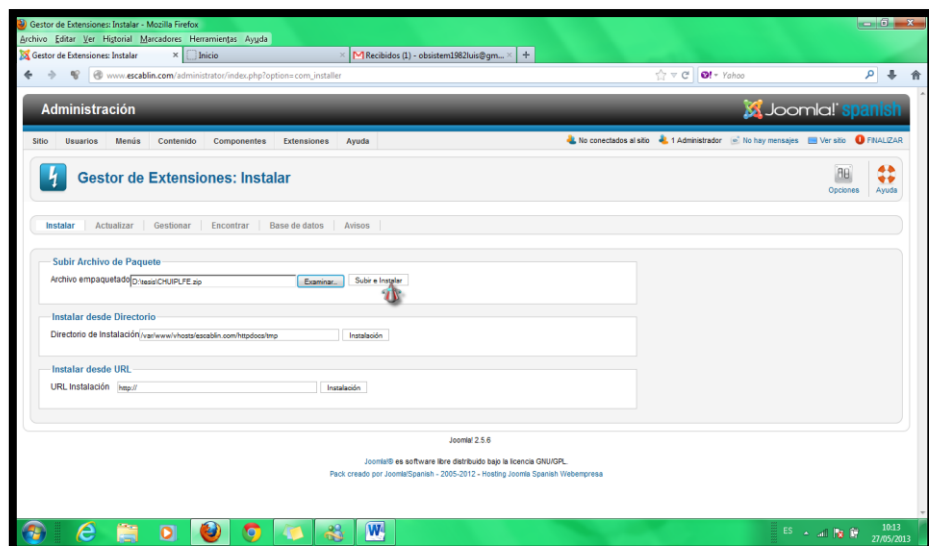 Gestor de Extensiones: Instalar - Mozilla Firefox
Archivo Editar Ver Historial Marcadores Herramientas Ayuda
Gestor de Extensiones: Instalar × Inicio × Recibidos (1) - obsistem1982luis@gm... × +
www.escablin.com/administrator/index.php?option=com_installer Yahoo
Administración Joomla! spanish
Sitio Usuarios Menús Contenido Componentes Extensiones Ayuda No conectados al sitio 1 Administrador No hay mensajes Ver sitio FINALIZAR
Gestor de Extensiones: Instalar Opciones Ayuda
Instalar Actualizar Gestionar Encontrar Base de datos Avisos
Subir Archivo de Paquete
Archivo empaquetado D:\tesis\CHUIPLFE.zip Examinar... Subir e Instalar
Instalar desde Directorio
Directorio de Instalación /var/www/vhosts/escablin.com/httpdocs/tmp Instalación
Instalar desde URL
URL Instalación http:// Instalación
Joomla! 2.5.6
Joomla!® es software libre distribuido bajo la licencia GNU/GPL.
Pack creado por Joomla!Spanish - 2005-2012 - Hosting Joomla Spanish Webempresa
ES 10:13
27/05/2013